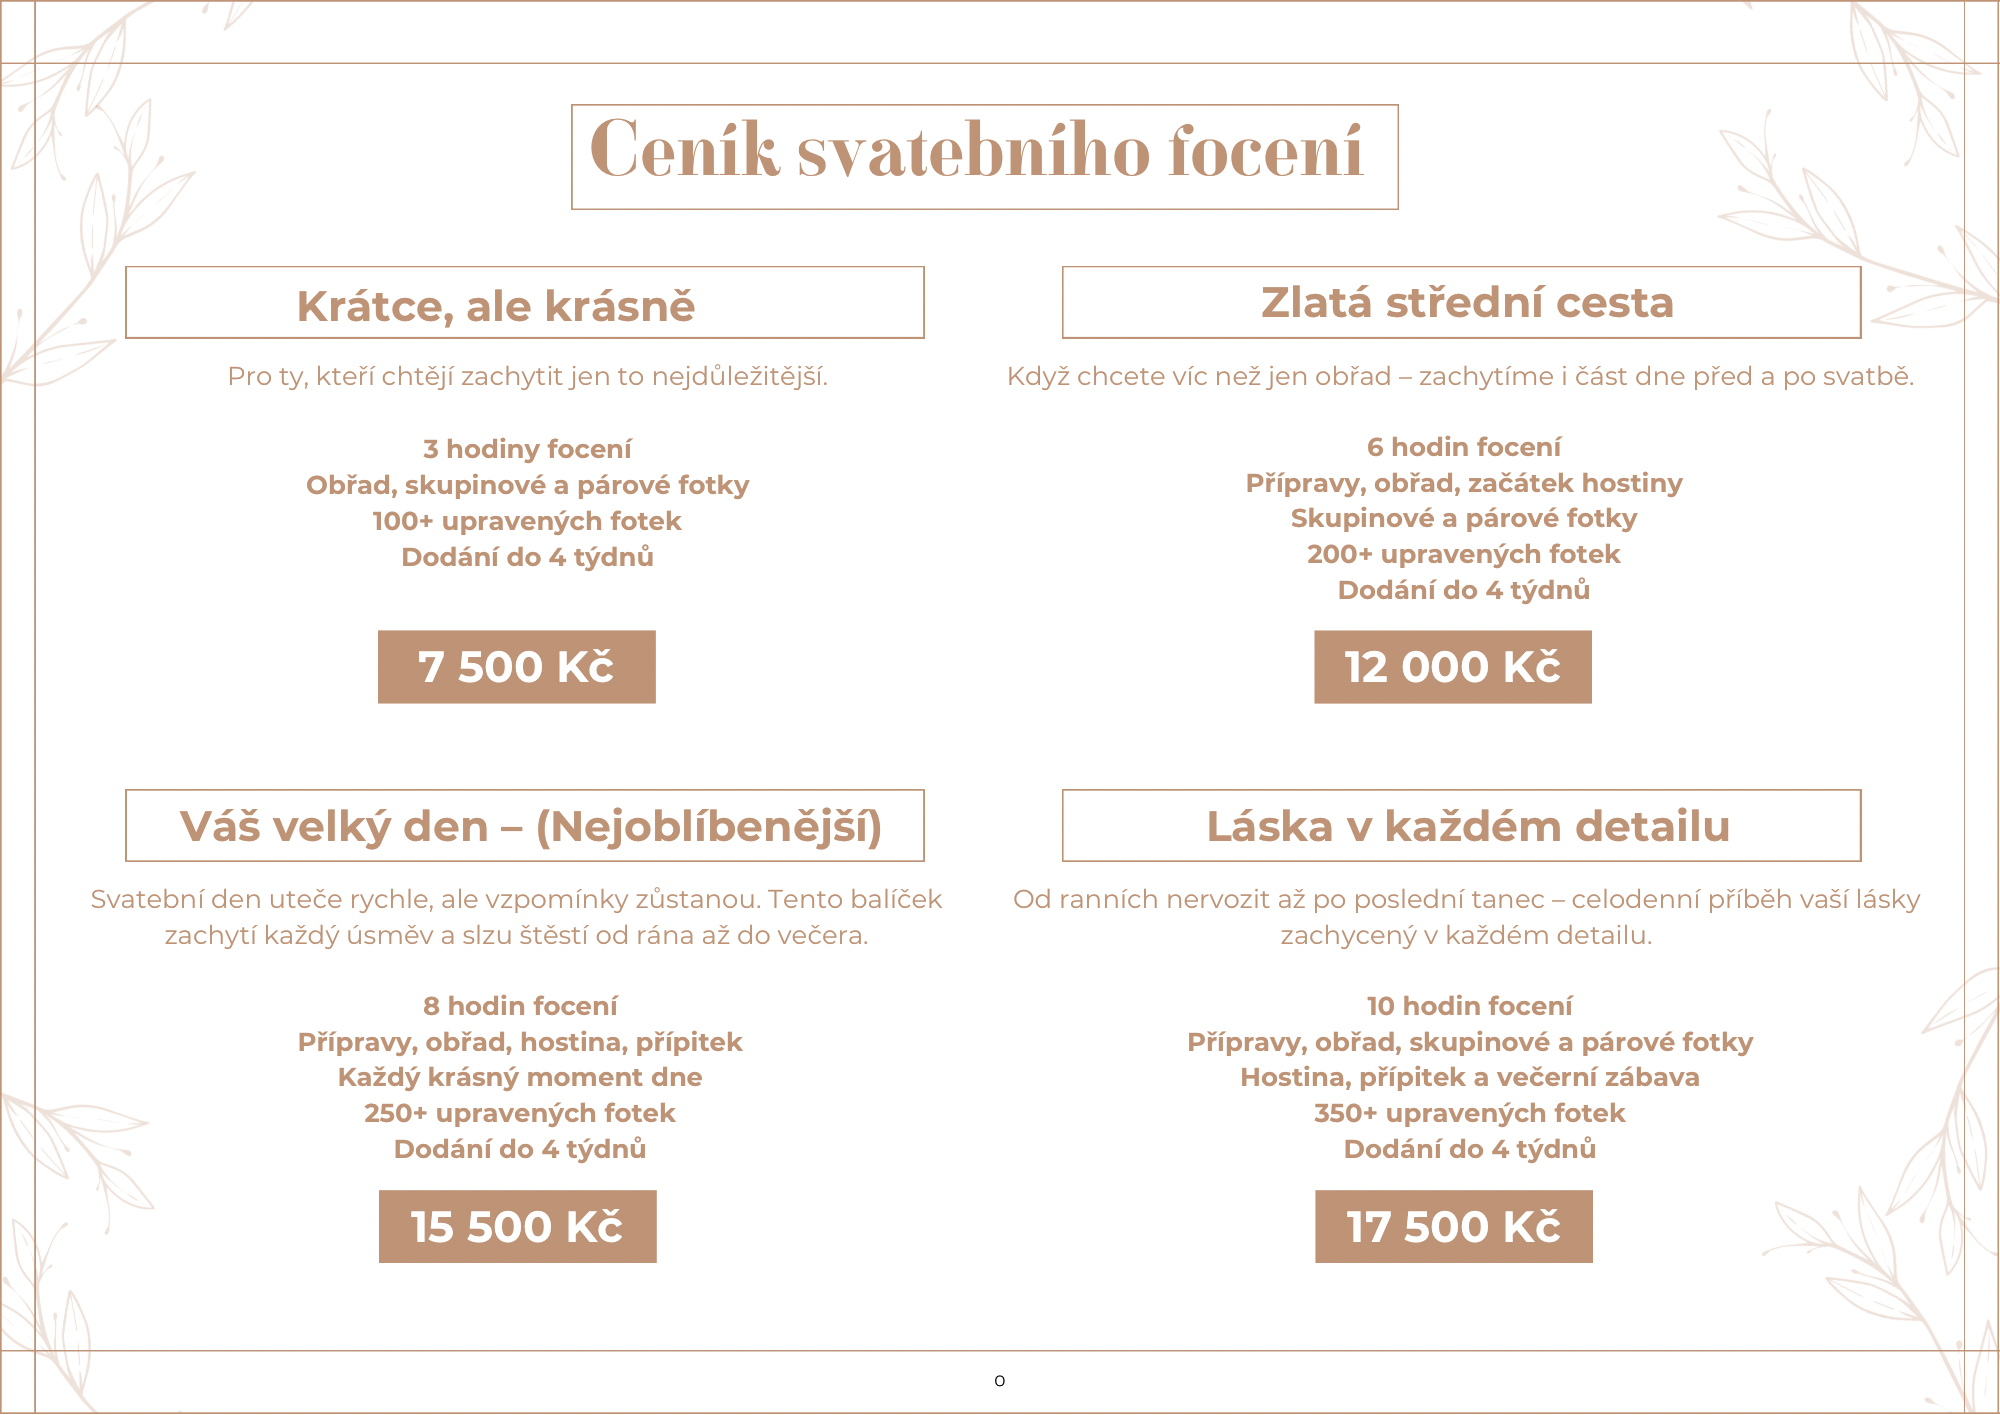 Ceník svatebního focení
Krátce, ale krásně
Pro ty, kteří chtějí zachytit jen to nejdůležitější.
3 hodiny focení
Obřad, skupinové a párové fotky
100+ upravených fotek
Dodání do 4 týdnů
7 500 Kč
Zlatá střední cesta
Když chcete víc než jen obřad – zachytíme i část dne před a po svatbě.
6 hodin focení
Přípravy, obřad, začátek hostiny
Skupinové a párové fotky
200+ upravených fotek
Dodání do 4 týdnů
12 000 Kč
Váš velký den – (Nejoblíbenější)
Svatební den uteče rychle, ale vzpomínky zůstanou. Tento balíček
zachytí každý úsměv a slzu štěstí od rána až do večera.
8 hodin focení
Přípravy, obřad, hostina, přípitek
Každý krásný moment dne
250+ upravených fotek
Dodání do 4 týdnů
15 500 Kč
Láska v každém detailu
Od ranních nervozit až po poslední tanec – celodenní příběh vaší lásky
zachycený v každém detailu.
10 hodin focení
Přípravy, obřad, skupinové a párové fotky
Hostina, přípitek a večerní zábava
350+ upravených fotek
Dodání do 4 týdnů
17 500 Kč
0